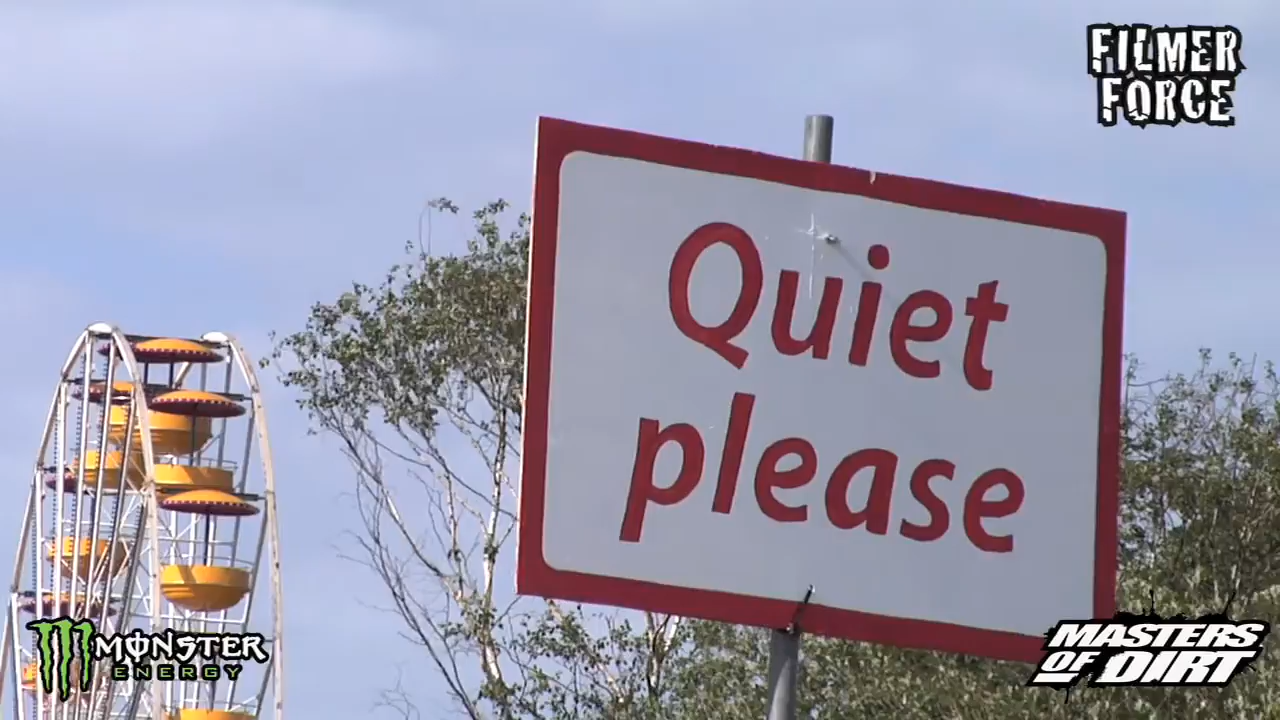 FILMER
FORCE
Quiet
please
MONSTER
ENERGY
MASTERS
OF DIRT